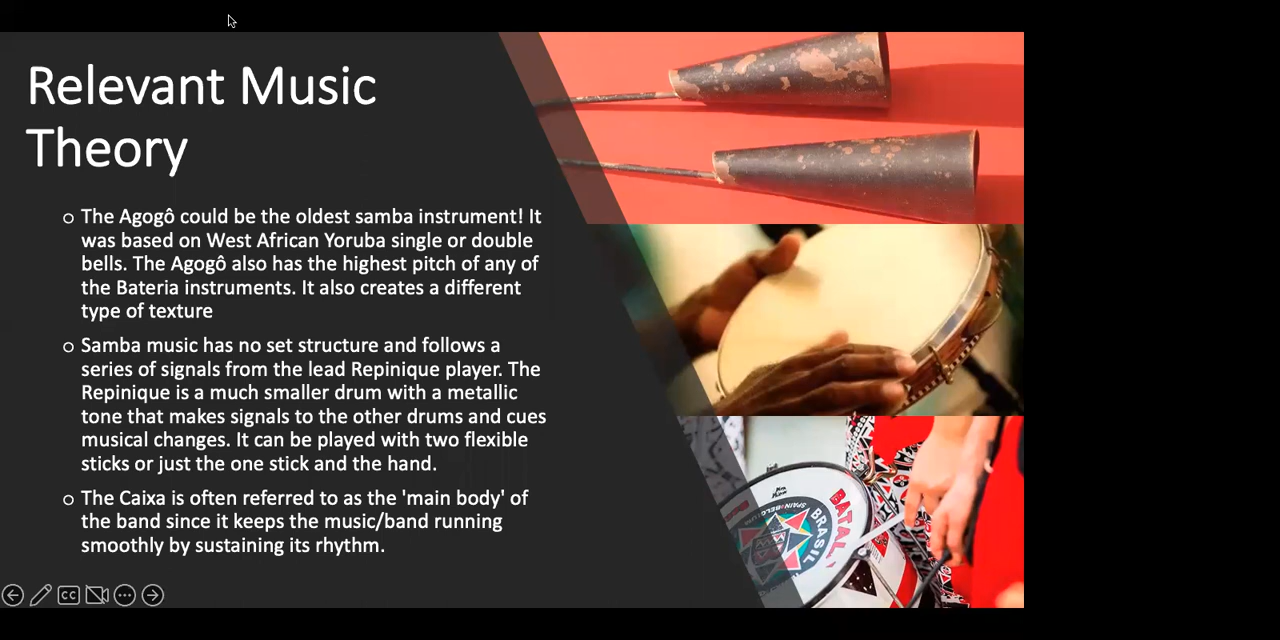 Relevant Music
Theory
The Agogô could be the oldest samba instrument! It
was based on West African Yoruba single or double
bells. The Agogô also has the highest pitch of any of
the Bateria instruments. It also creates a different
type of texture
Samba music has no set structure and follows a
series of signals from the lead Repinique player. The
Repinique is a much smaller drum with a metallic
tone that makes signals to the other drums and cues
musical changes. It can be played with two flexible
sticks or just the one stick and the hand.
The Caixa is often referred to as the 'main body' of
the band since it keeps the music/band running
smoothly by sustaining its rhythm.
BRASIL
CC